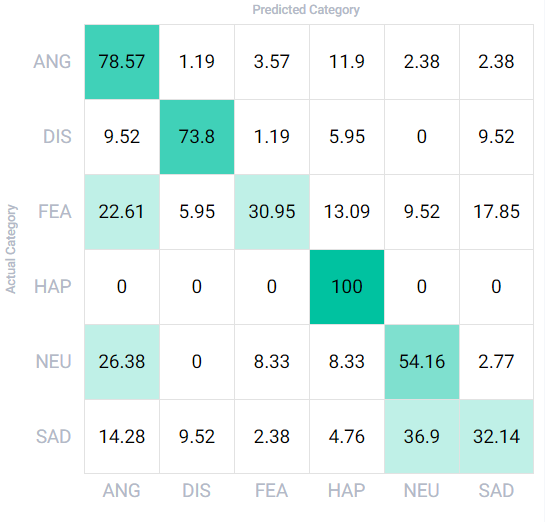 Predicted Category
ANG 78.57 1.19 3.57 11.9 2.38 2.38
DIS 9.52 73.8 1.19 5.95 0 9.52
FEA 22.61 5.95 30.95 13.09 9.52 17.85
Actual Category
HAP 0 0 0 100 0 0
NEU 26.38 0 8.33 8.33 54.16 2.77
SAD 14.28 9.52 2.38 4.76 36.9 32.14
ANG DIS FEA HAP NEU SAD